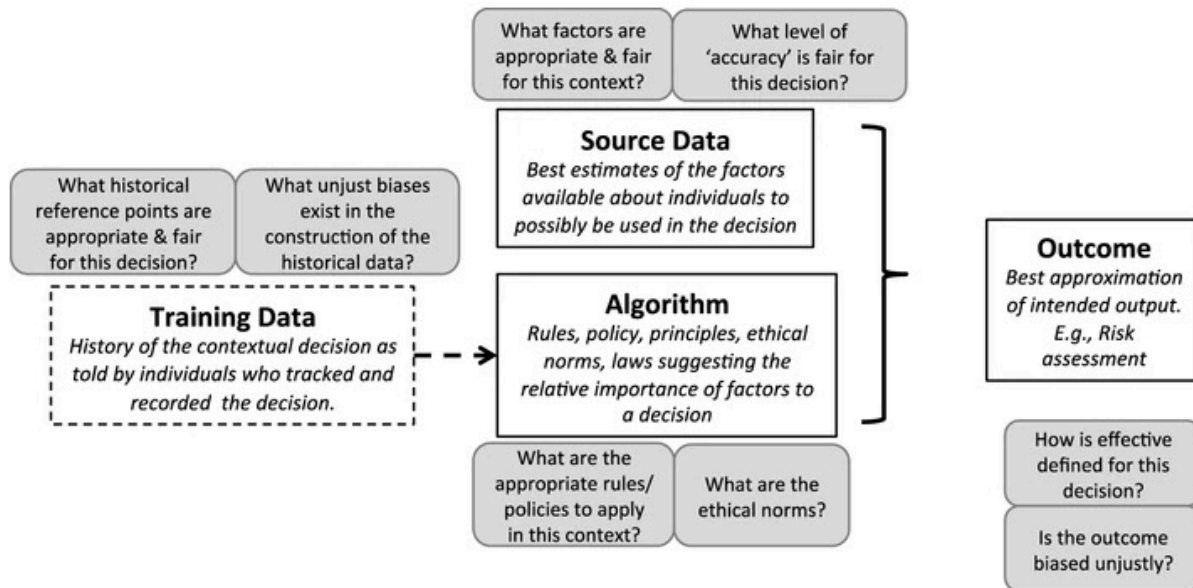 What factors are
appropriate & fair
for this context?
What level of
‘accuracy’ is fair for
this decision?
Source Data
Best estimates of the factors
available about individuals to
possibly be used in the decision
What historical
reference points are
appropriate & fair
for this decision?
What unjust biases
exist in the
construction of the
historical data?
Training Data
History of the contextual decision as
told by individuals who tracked and
recorded the decision.
Algorithm
Rules, policy, principles, ethical
norms, laws suggesting the
relative importance of factors to
a decision
What are the
appropriate rules/
policies to apply
in this context?
What are the
ethical norms?
Outcome
Best approximation
of intended output.
E.g., Risk
assessment
How is effective
defined for this
decision?
Is the outcome
biased unjustly?